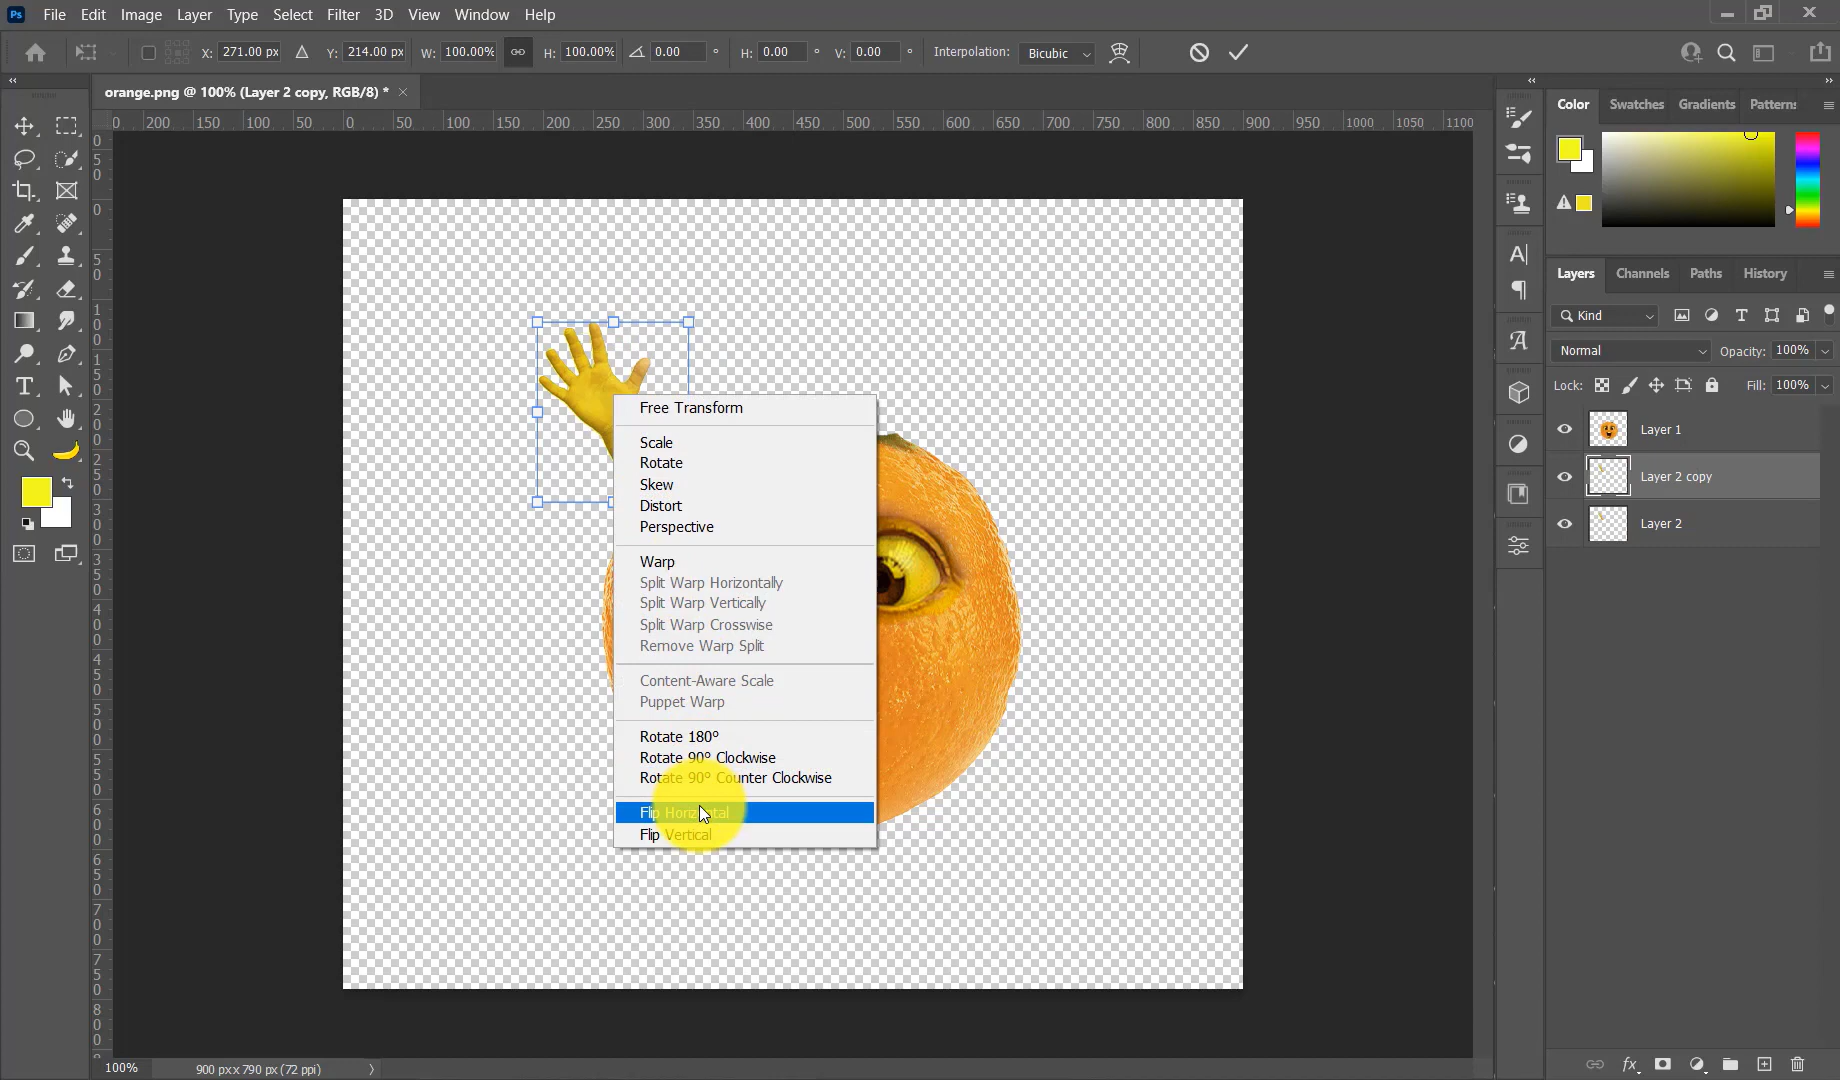 Ps File Edit Image Layer Type Select Filter 3D View Window Help
X: 271.00 px Y: 214.00 px W: 100.00% H: 100.00% 0.00 ° H: 0.00 ° V: 0.00 ° Interpolation: Bicubic
orange.png @ 100% (Layer 2 copy, RGB/8) * ×
0 200 150 100 50 0 50 100 150 200 250 300 350 400 450 500 550 600 650 700 750 800 850 900 950 1000 1050 1100
Color Swatches Gradients Patterns
Layers Channels Paths History
Kind
Normal Opacity: 100%
Lock: Fill: 100%
Layer 1
Layer 2 copy
Layer 2
Free Transform
Scale
Rotate
Skew
Distort
Perspective
Warp
Split Warp Horizontally
Split Warp Vertically
Split Warp Crosswise
Remove Warp Split
Content-Aware Scale
Puppet Warp
Rotate 180°
Rotate 90° Clockwise
Rotate 90° Counter Clockwise
Flip Horizontal
Flip Vertical
100% 900 px x 790 px (72 ppi)